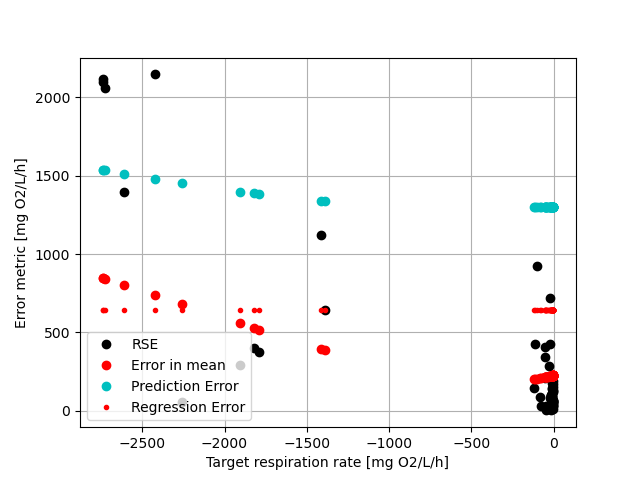 2000
1500
1000
500
0
Error metric [mg O2/L/h]
RSE
Error in mean
Prediction Error
Regression Error
−2500
−2000
−1500
−1000
−500
0
Target respiration rate [mg O2/L/h]